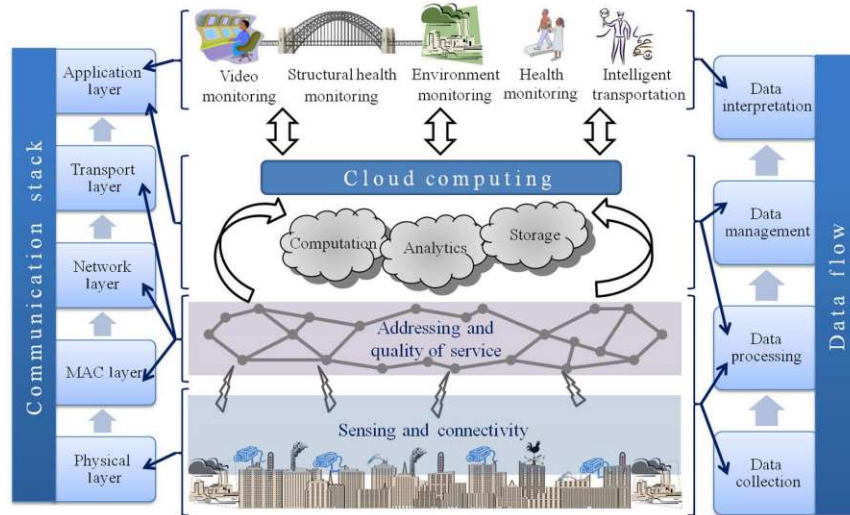 Communication stack
Application
layer
Transport
layer
Network
layer
MAC layer
Physical
layer
Video
monitoring
Structural health
monitoring
Environment
monitoring
Health
monitoring
Intelligent
transportation
Cloud computing
Computation
Analytics
Storage
Addressing and
quality of service
Sensing and connectivity
Data
interpretation
Data
management
Data
processing
Data
collection
Data flow